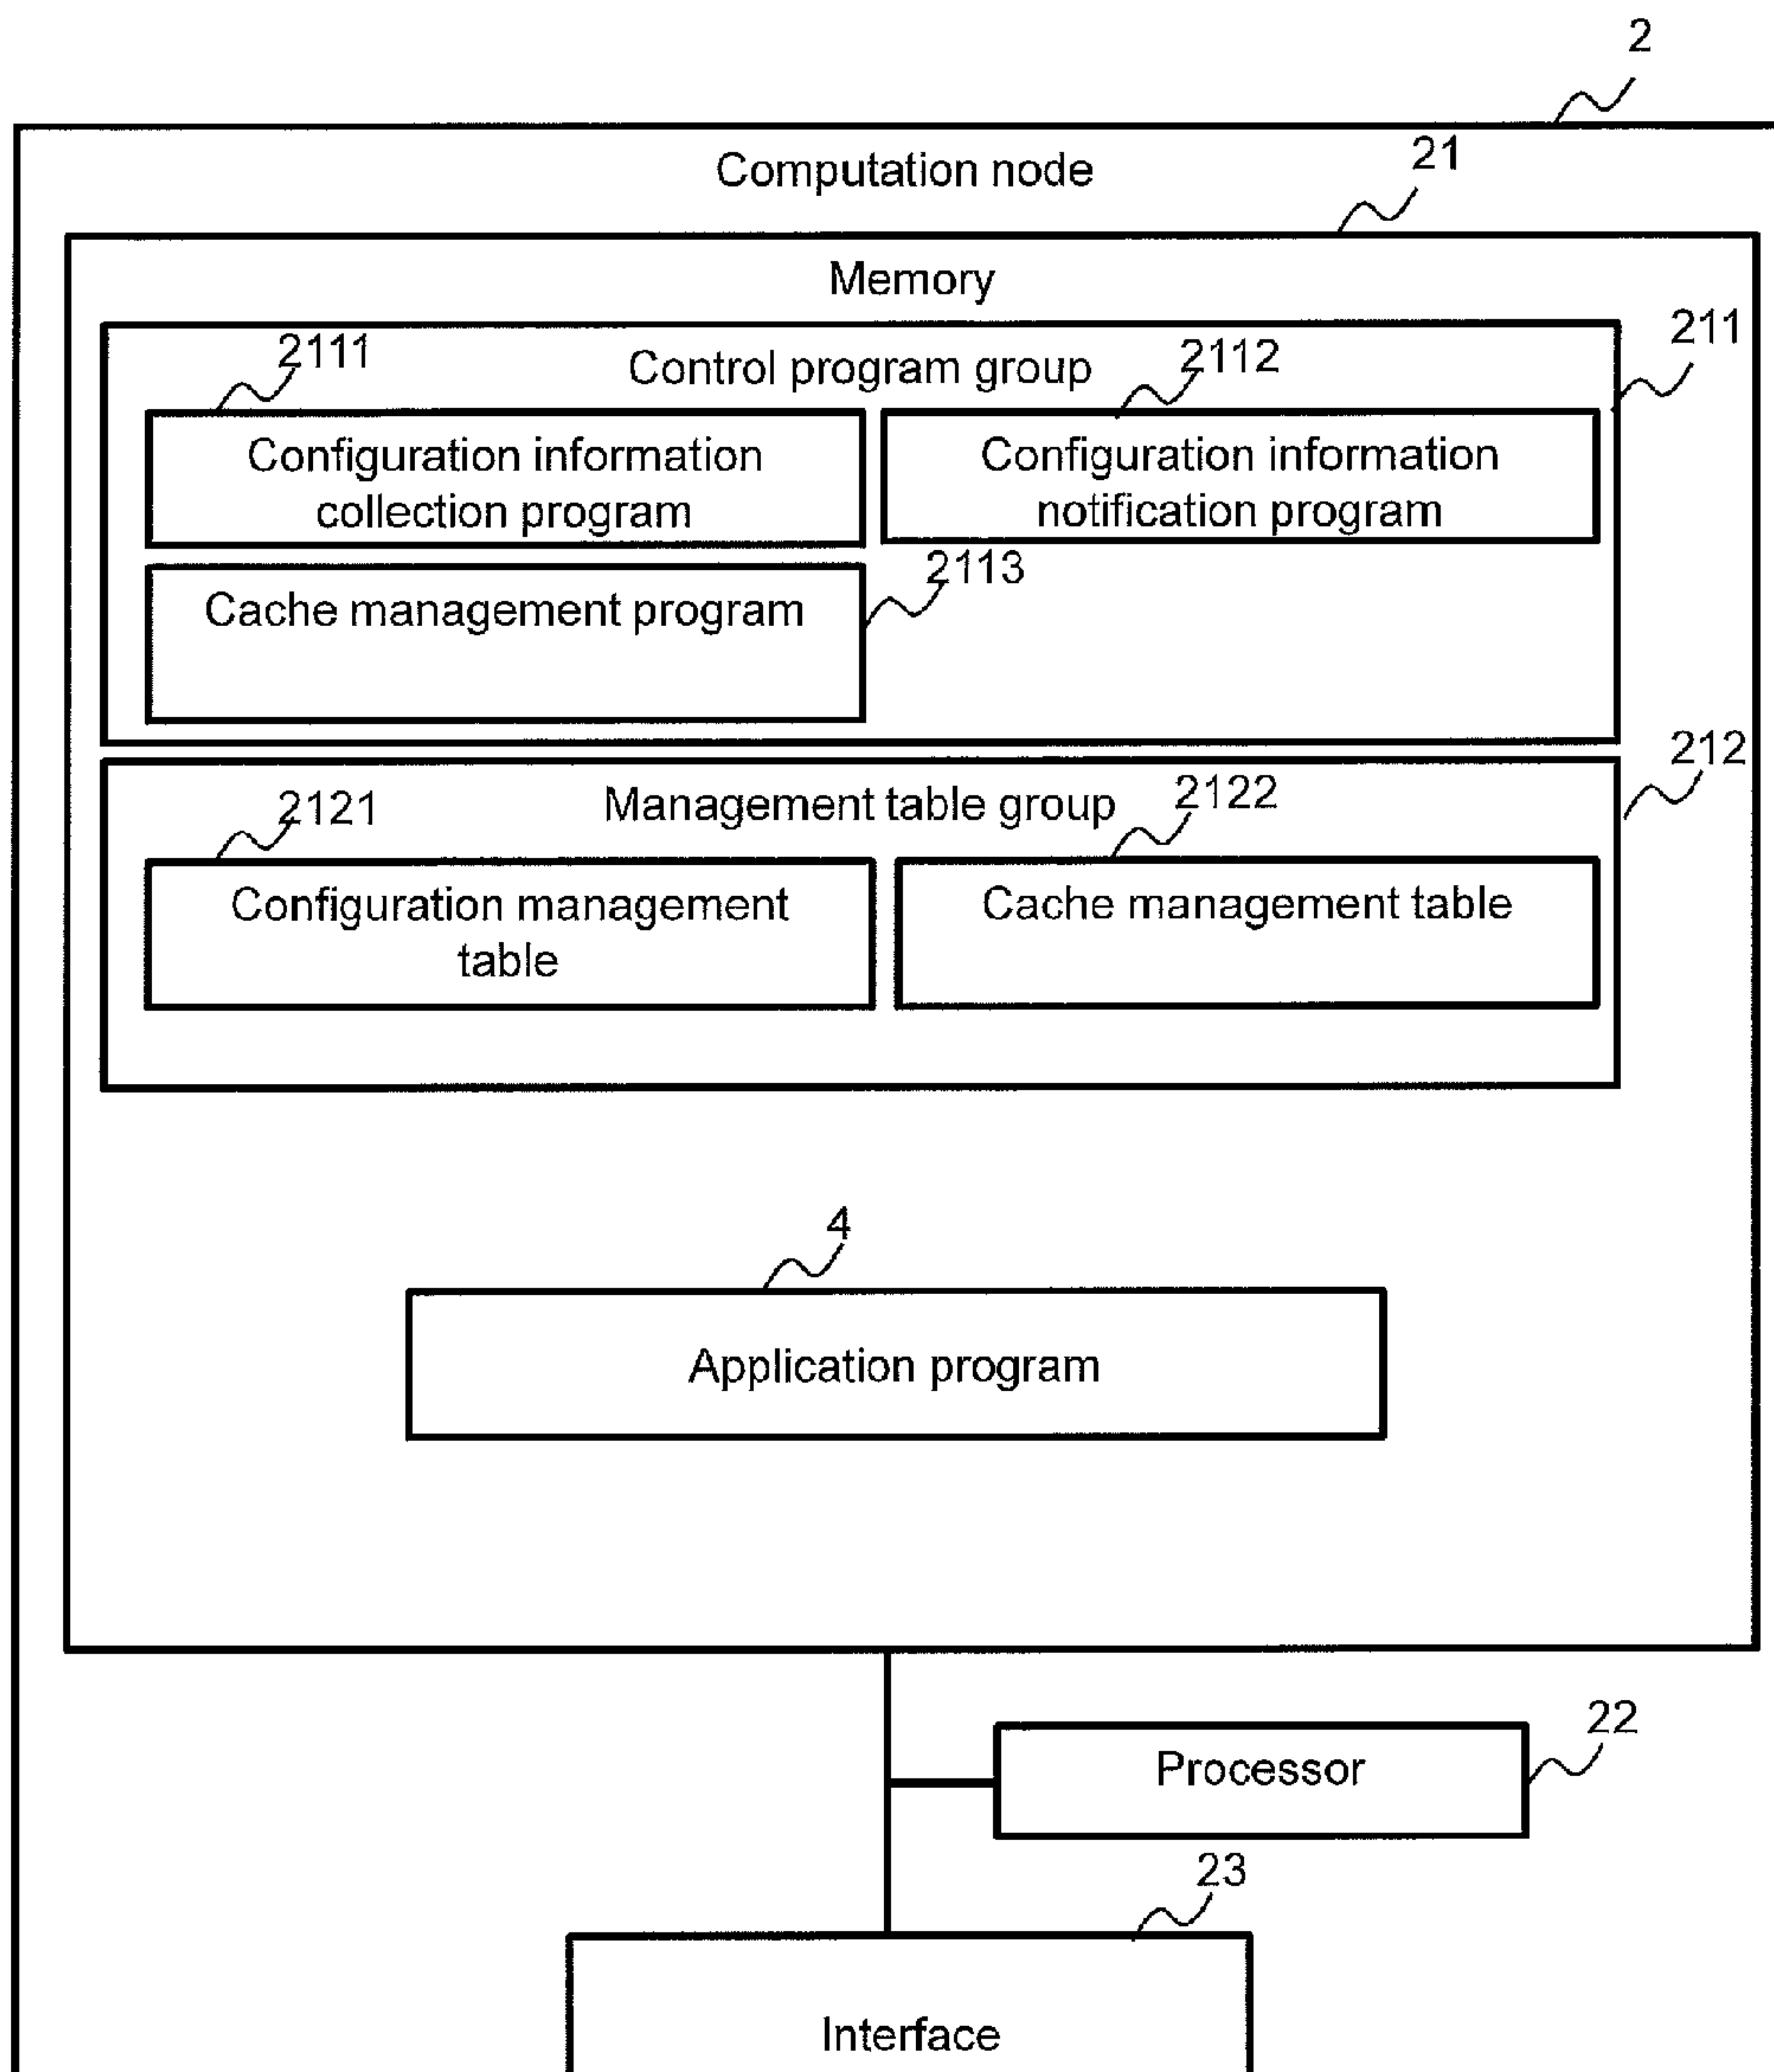 2
Computation node
21
Memory
211
2111
Control program group
2112
Configuration information
collection program
Configuration information
notification program
2113
Cache management program
212
2121
Management table group
2122
Configuration management
table
Cache management table
4
Application program
22
Processor
23
Interface